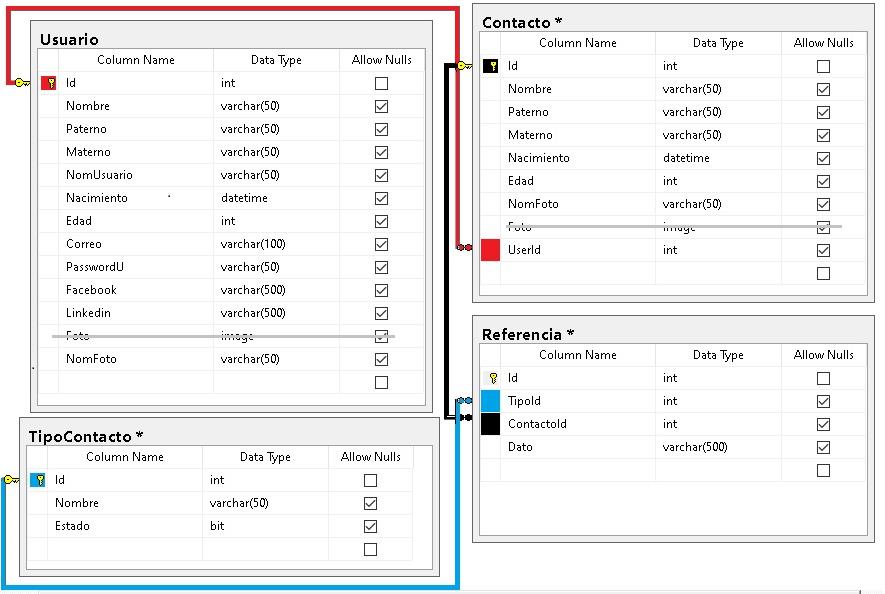 Usuario
Column Name Data Type Allow Nulls
Id int
Nombre varchar(50)
Paterno varchar(50)
Materno varchar(50)
NomUsuario varchar(50)
Nacimiento datetime
Edad int
Correo varchar(100)
PasswordU varchar(50)
Facebook varchar(500)
Linkedin varchar(500)
Foto image
NomFoto varchar(50)
TipoContacto *
Column Name Data Type Allow Nulls
Id int
Nombre varchar(50)
Estado bit
Contacto *
Column Name Data Type Allow Nulls
Id int
Nombre varchar(50)
Paterno varchar(50)
Materno varchar(50)
Nacimiento datetime
Edad int
NomFoto varchar(50)
Foto image
UserId int
Referencia *
Column Name Data Type Allow Nulls
Id int
TipoId int
ContactoId int
Dato varchar(500)